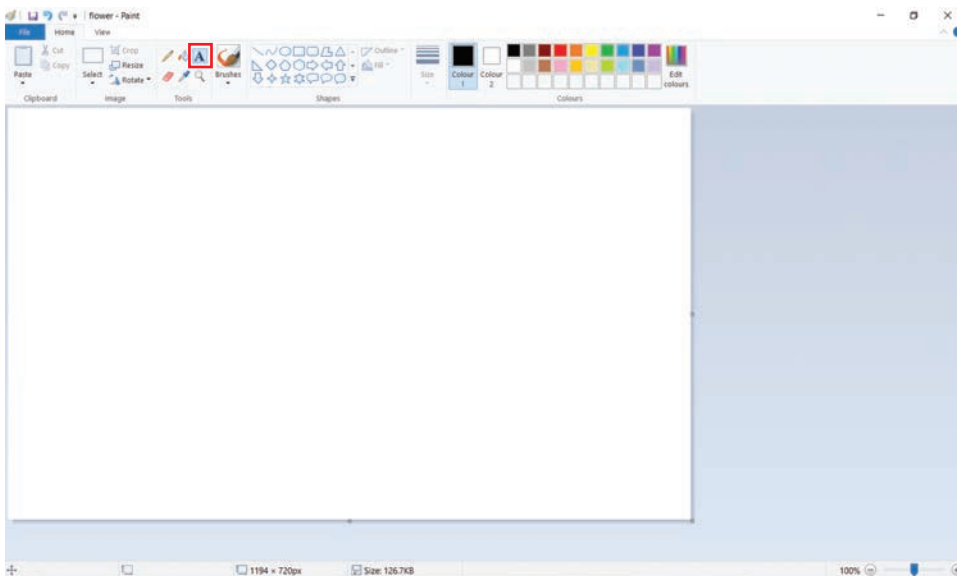 flower - Paint
File Home View
Paste
Cut
Copy
Clipboard
Select
Crop
Resize
Rotate
Image
A
Tools
Brushes
Outline
Fill
Shapes
Size
Colour 1
Colour 2
Edit colours
Colours
1194 × 720px
Size: 126.7KB
100%